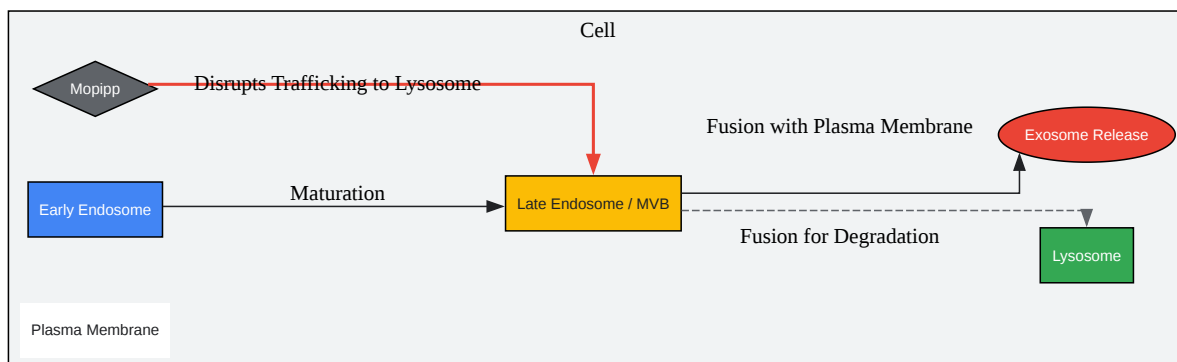 Cell
Mopipp
Disrupts Trafficking to Lysosome
Fusion with Plasma Membrane
Exosome Release
Early Endosome
Maturation
Late Endosome / MVB
Fusion for Degradation
Lysosome
Plasma Membrane